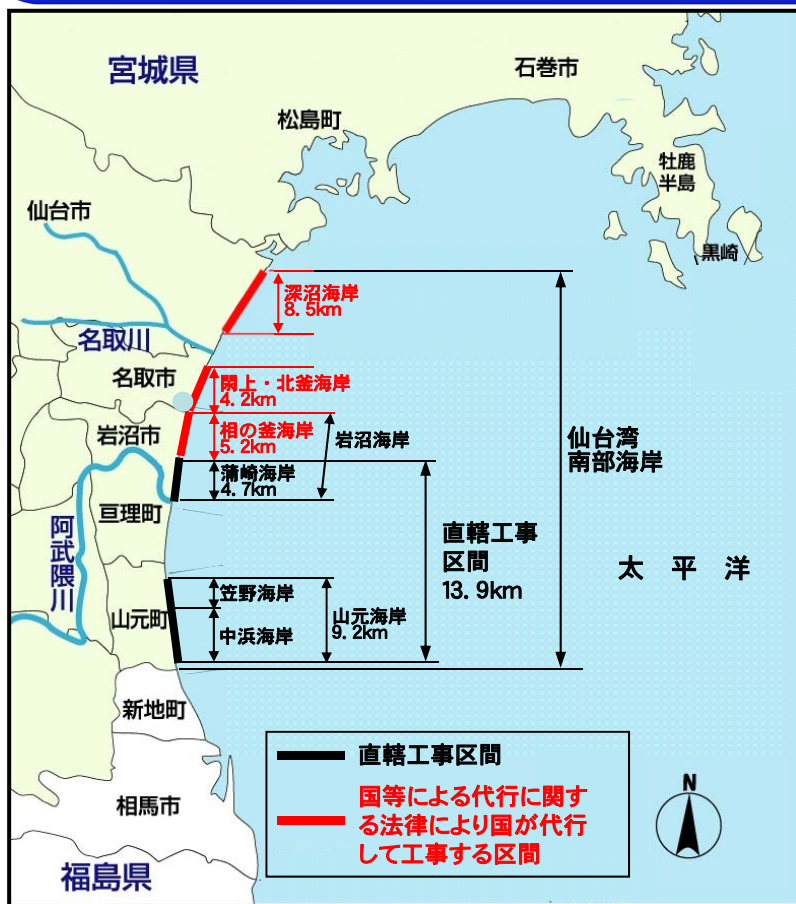 宮城県
石巻市
松島町
牡鹿
半島
仙台市
黒崎
深沼海岸
8.5km
名取川
名取市
閖上・北釜海岸
4.2km
岩沼市
相の釜海岸
5.2km
岩沼海岸
仙台湾
南部海岸
蒲崎海岸
4.7km
亘理町
阿武隈川
直轄工事
区間
13.9km
太平洋
笠野海岸
山元町
山元海岸
9.2km
中浜海岸
新地町
直轄工事区間
国等による代行に関す
る法律により国が代行
して工事する区間
N
相馬市
福島県